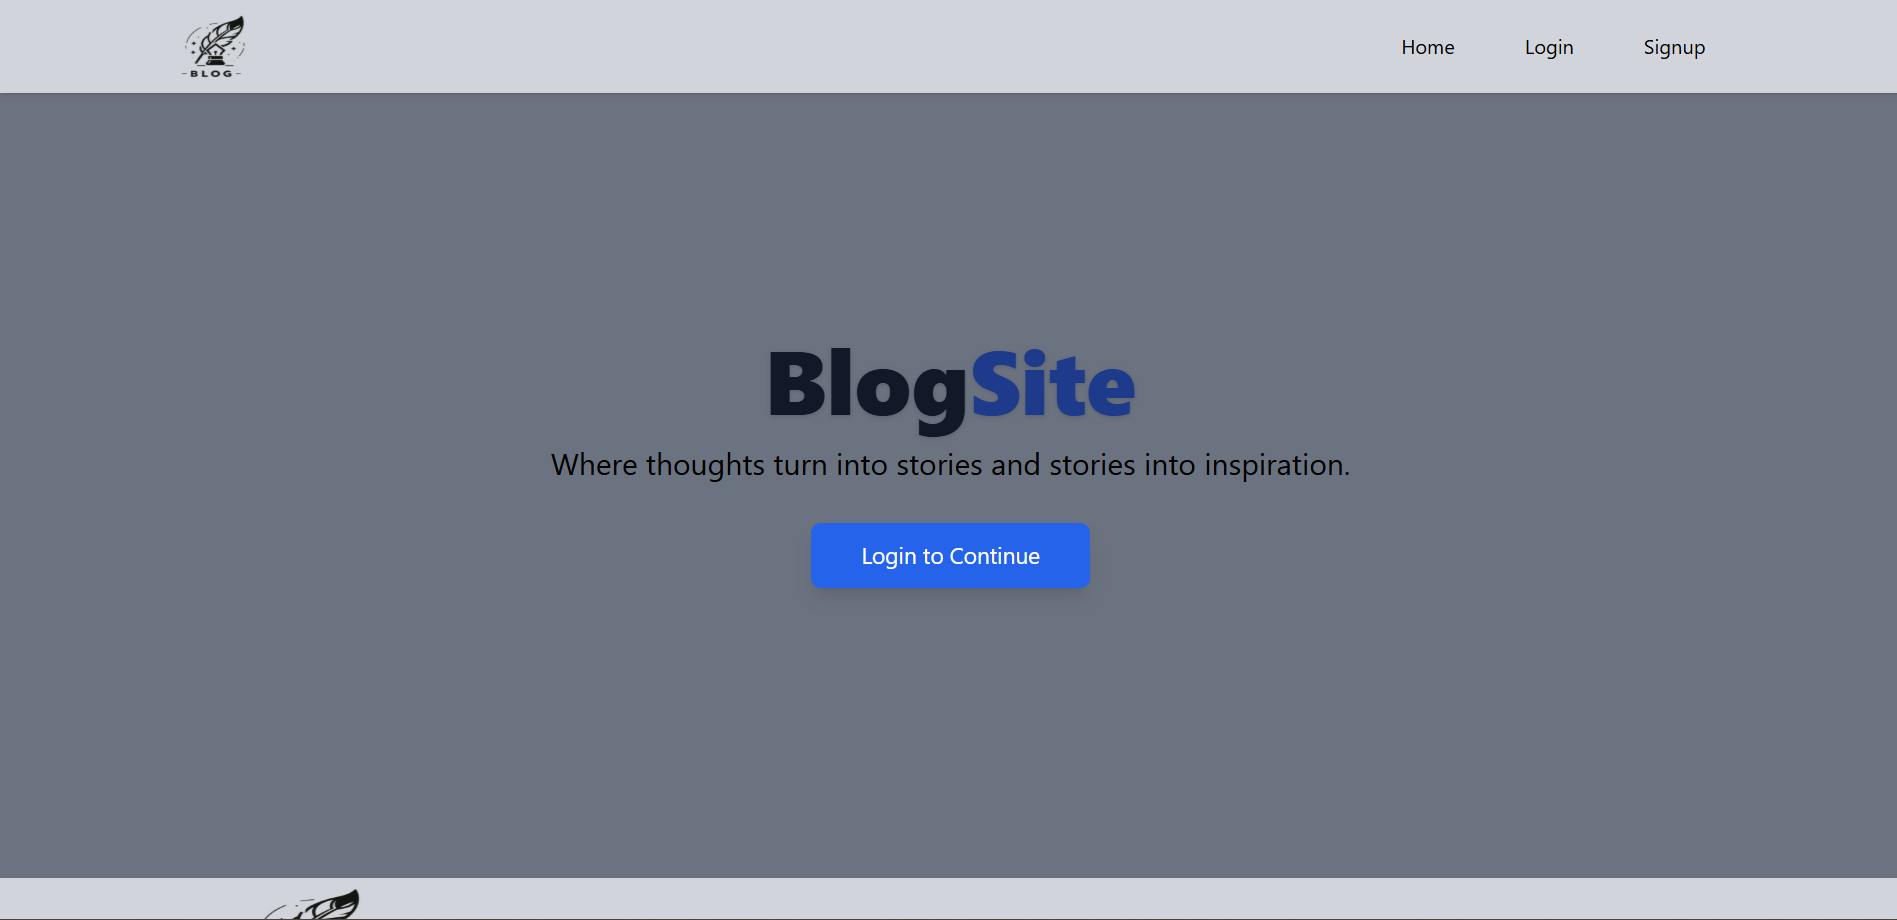 -BLOG-
Home Login Signup
BlogSite
Where thoughts turn into stories and stories into inspiration.
Login to Continue